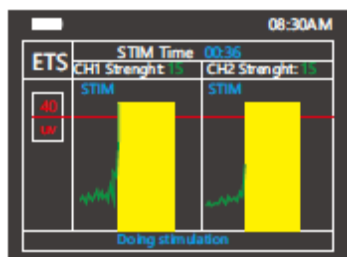 08:30AM
ETS
STIM Time 00:36
CH1 Strenght: 15
CH2 Strenght: 15
STIM
STIM
40
uv
Doing stimulation